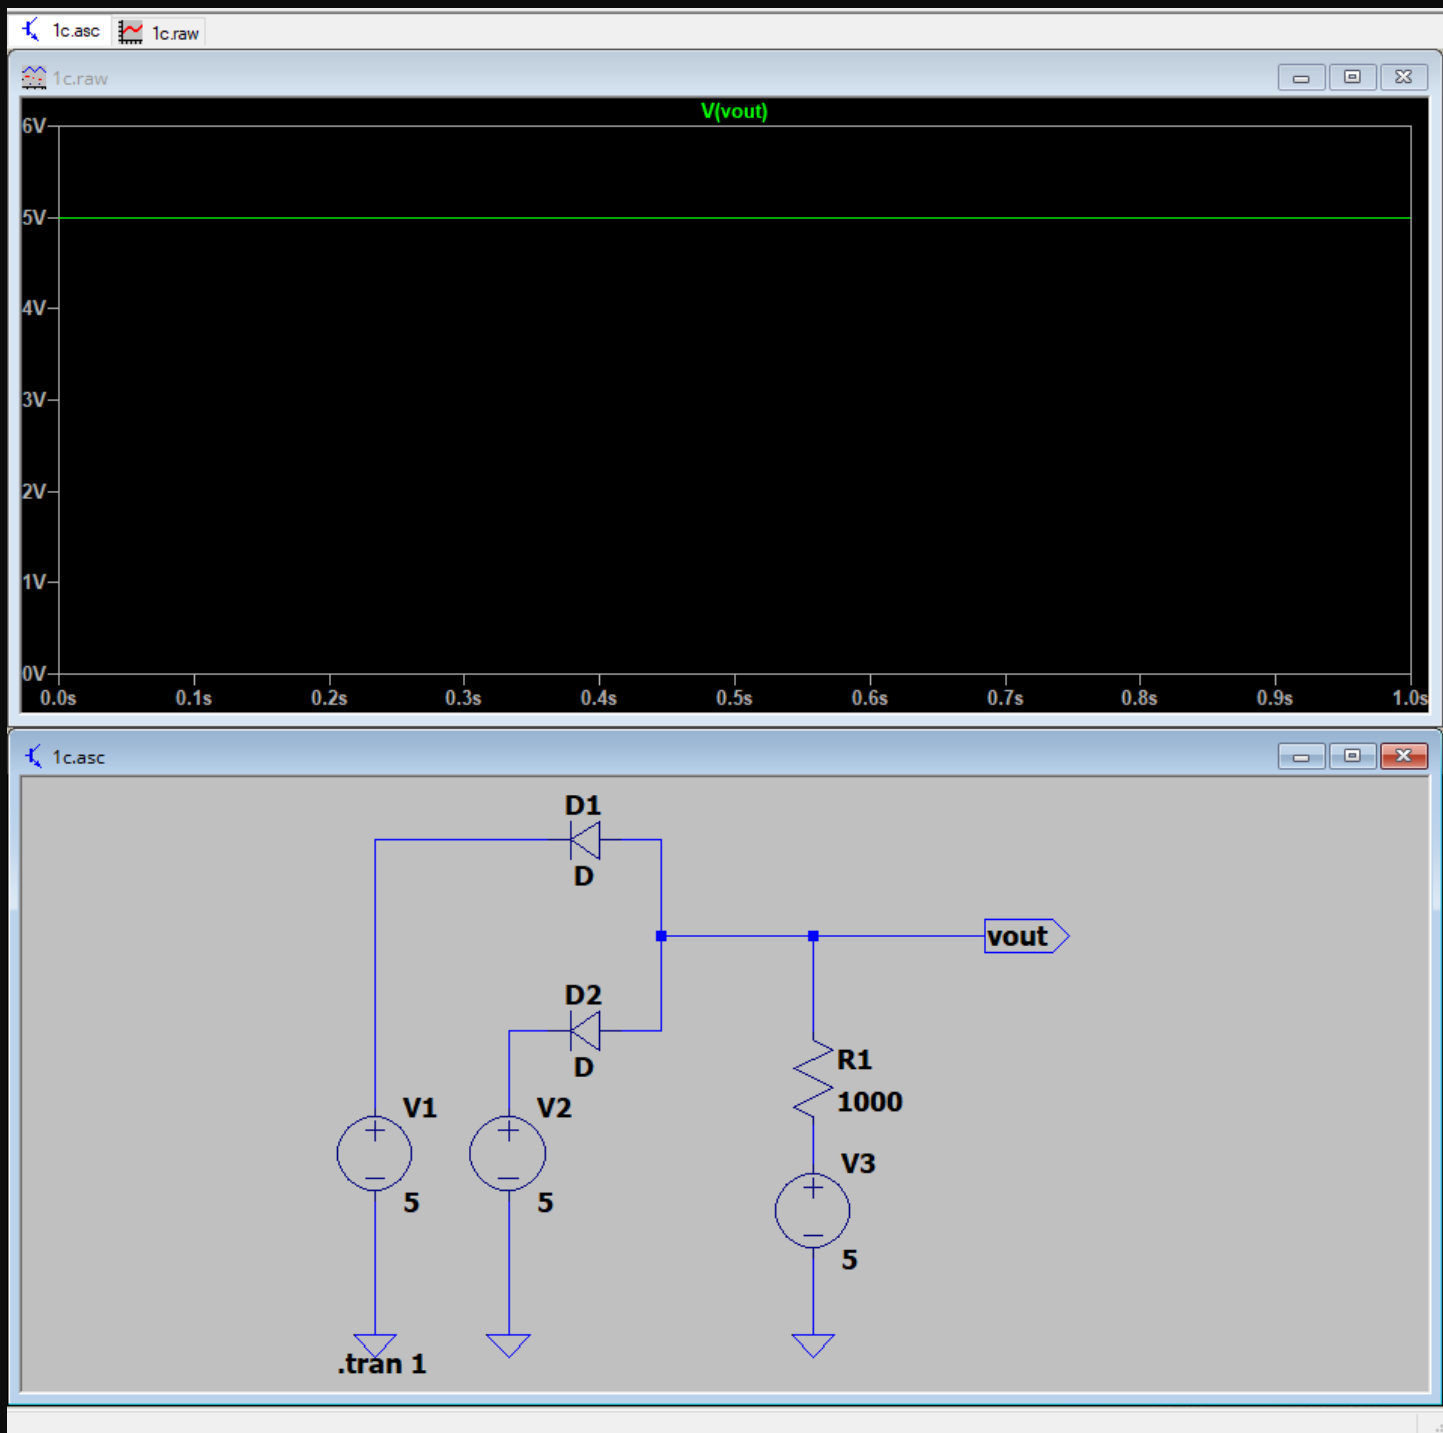 1c.asc 1c.raw
1c.raw
V(vout)
6V
5V
4V
3V
2V
1V
0V
0.0s 0.1s 0.2s 0.3s 0.4s 0.5s 0.6s 0.7s 0.8s 0.9s 1.0s
1c.asc
D1
D
vout
D2
D
R1
1000
V1 V2
V3
5 5
5
.tran 1